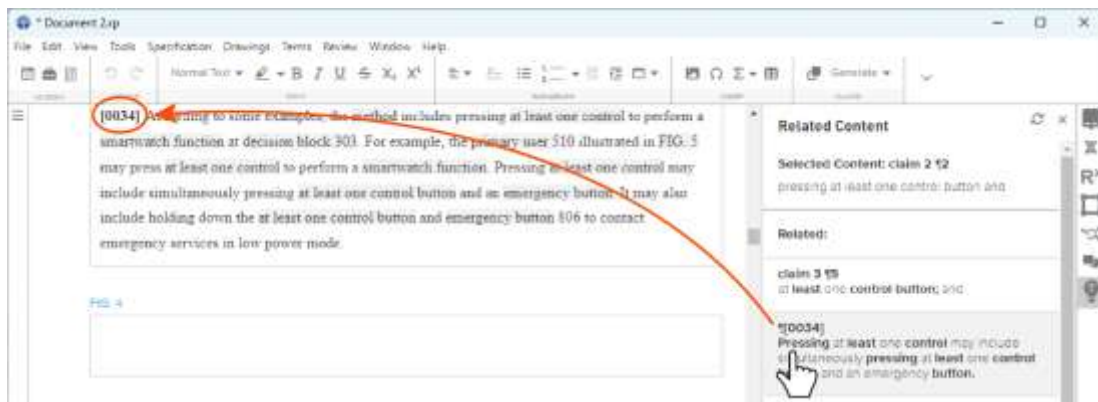 * Document 2.xp
File Edit View Tools Specification Drawings Terms Review Window Help
Normal Text B I U S X₁ X¹ Generate
[0034] According to some examples, the method includes pressing at least one control to perform a
smartwatch function at decision block 303. For example, the primary user 510 illustrated in FIG. 5
may press at least one control to perform a smartwatch function. Pressing at least one control may
include simultaneously pressing at least one control button and an emergency button. It may also
include holding down the at least one control button and emergency button 806 to contact
emergency services in low power mode.
FIG. 4
Related Content
Selected Content: claim 2 ¶2
pressing at least one control button and
Related:
claim 3 ¶5
at least one control button; and
¶[0034]
Pressing at least one control may include
simultaneously pressing at least one control
and an emergency button.